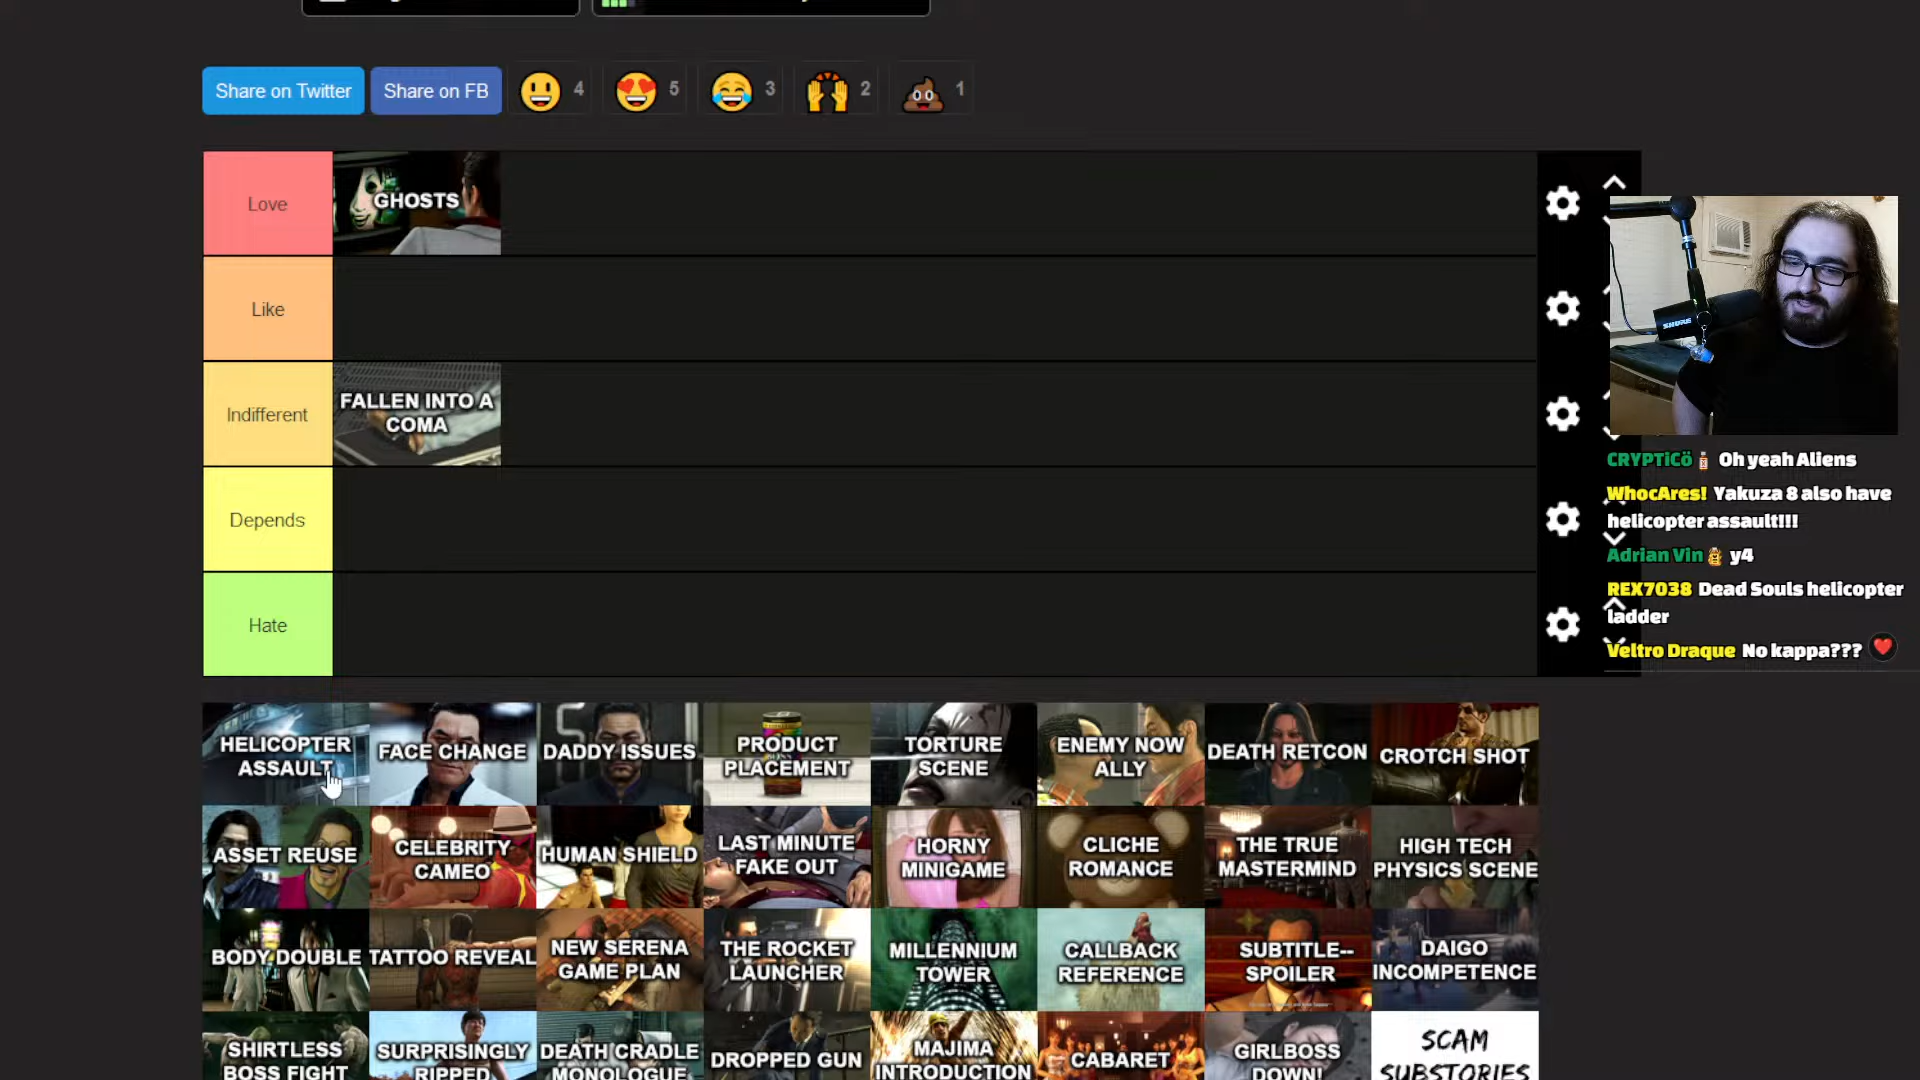 Share on Twitter
Share on FB
4
5
3
2
1
Love
GHOSTS
Like
Indifferent
FALLEN INTO A
COMA
Depends
Hate
SHURE
CRYPTiCö Oh yeah Aliens
WhocAres! Yakuza 8 also have
helicopter assault!!!
Adrian Vin y4
REX7038 Dead Souls helicopter
ladder
Veltro Draque No kappa???
HELICOPTER
ASSAULT
FACE CHANGE
DADDY ISSUES
PRODUCT
PLACEMENT
TORTURE
SCENE
ENEMY NOW
ALLY
DEATH RETCON
CROTCH SHOT
ASSET REUSE
CELEBRITY
CAMEO
HUMAN SHIELD
LAST MINUTE
FAKE OUT
HORNY
MINIGAME
CLICHE
ROMANCE
THE TRUE
MASTERMIND
HIGH TECH
PHYSICS SCENE
BODY DOUBLE
TATTOO REVEAL
NEW SERENA
GAME PLAN
THE ROCKET
LAUNCHER
MILLENNIUM
TOWER
CALLBACK
REFERENCE
SUBTITLE--
SPOILER
DAIGO
INCOMPETENCE
SHIRTLESS
BOSS FIGHT
SURPRISINGLY
RIPPED
DEATH CRADLE
MONOLOGUE
DROPPED GUN
MAJIMA
INTRODUCTION
CABARET
GIRLBOSS
DOWN!
SCAM
SUBSTORIES